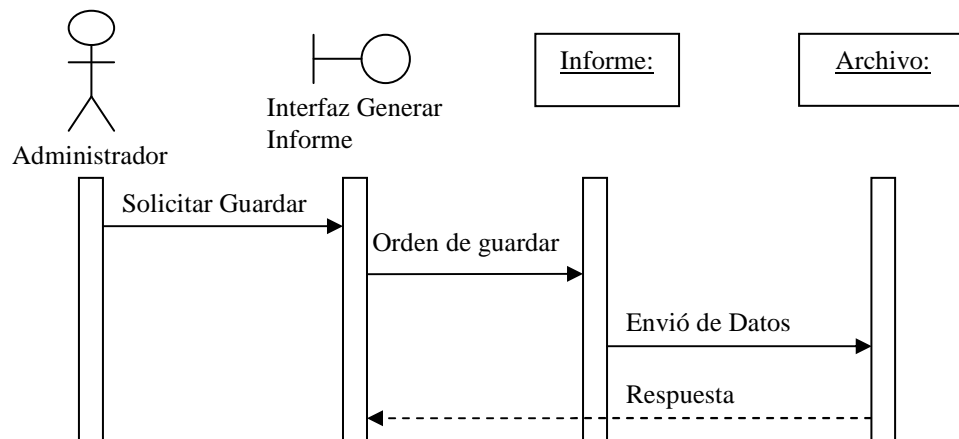 Informe:
Archivo:
Interfaz Generar
Informe
Administrador
Solicitar Guardar
Orden de guardar
Envió de Datos
Respuesta